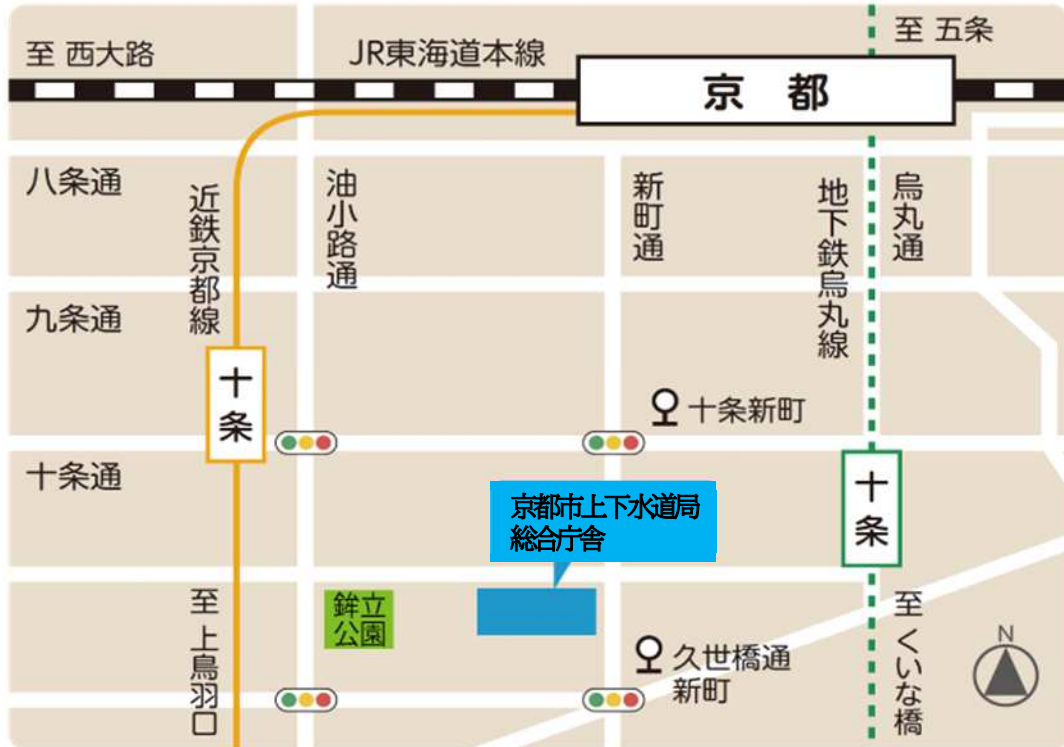 至 西大路
JR東海道本線
至 五条
京都
八条通
近鉄京都線
油小路通
新町通
地下鉄烏丸線
烏丸通
九条通
十条
十条新町
十条通
京都市上下水道局
総合庁舎
十条
鉾立
公園
至 上鳥羽口
久世橋通
新町
至 くいな橋
N